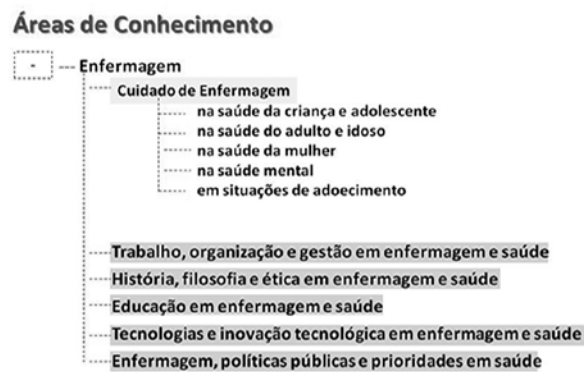 Áreas de Conhecimento
- Enfermagem
Cuidado de Enfermagem
na saúde da criança e adolescente
na saúde do adulto e idoso
na saúde da mulher
na saúde mental
em situações de adoecimento
Trabalho, organização e gestão em enfermagem e saúde
História, filosofia e ética em enfermagem e saúde
Educação em enfermagem e saúde
Tecnologias e inovação tecnológica em enfermagem e saúde
Enfermagem, políticas públicas e prioridades em saúde